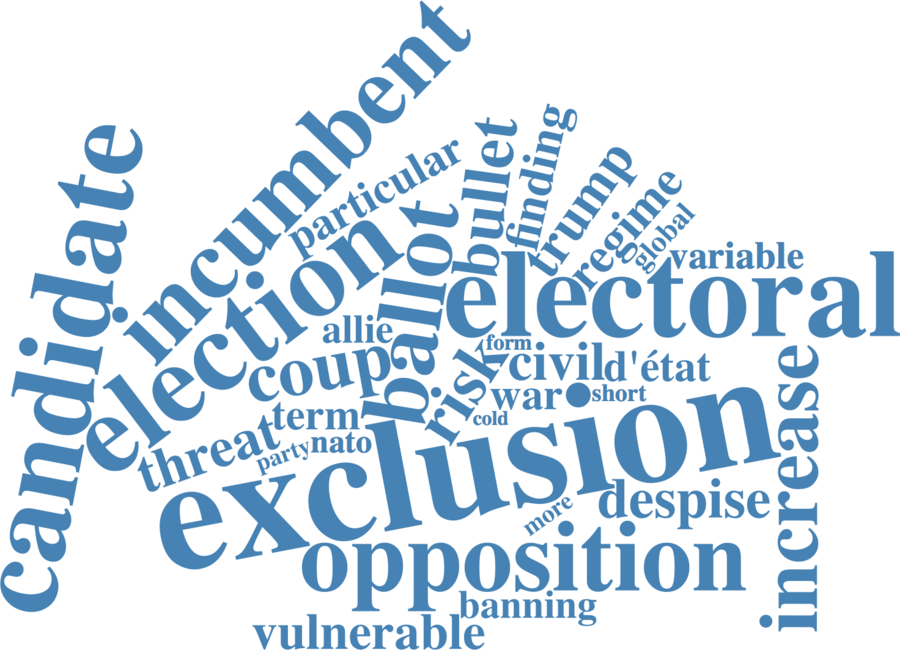 candidate
incumbent
particular
election
ballot
bullet
finding
trump
regime
global
variable
electoral
allie
coup
form
risk
civil
d'état
war
•
short
cold
term
threat
party
nato
exclusion
increase
despise
more
opposition
banning
vulnerable